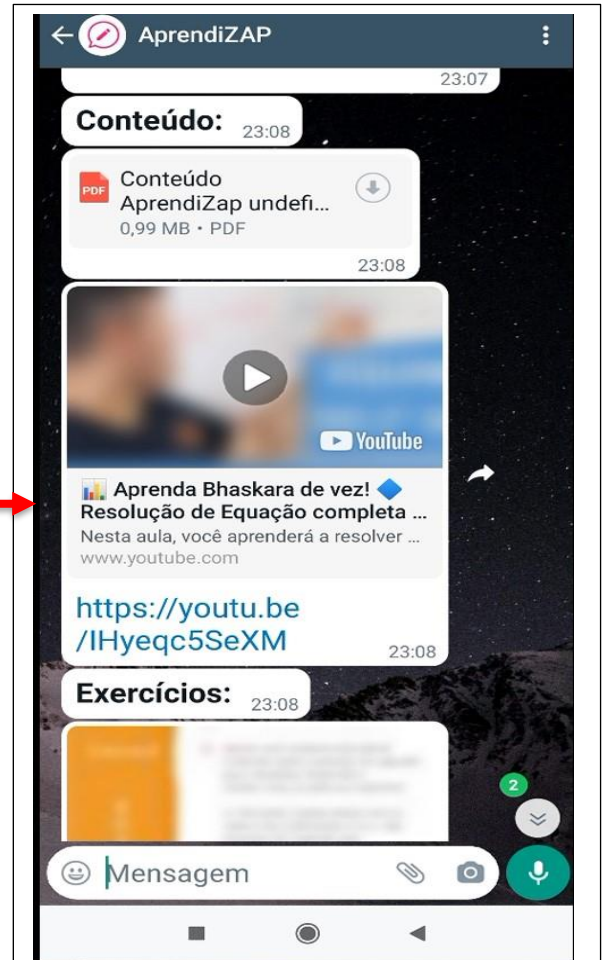 AprendiZAP
23:07
Conteúdo: 23:08
PDF
Conteúdo
AprendiZap undefi...
0,99 MB • PDF
23:08
YouTube
Aprenda Bhaskara de vez!
Resolução de Equação completa ...
Nesta aula, você aprenderá a resolver ...
www.youtube.com
https://youtu.be
/IHyeqc5SeXM 23:08
Exercícios: 23:08
2
Mensagem